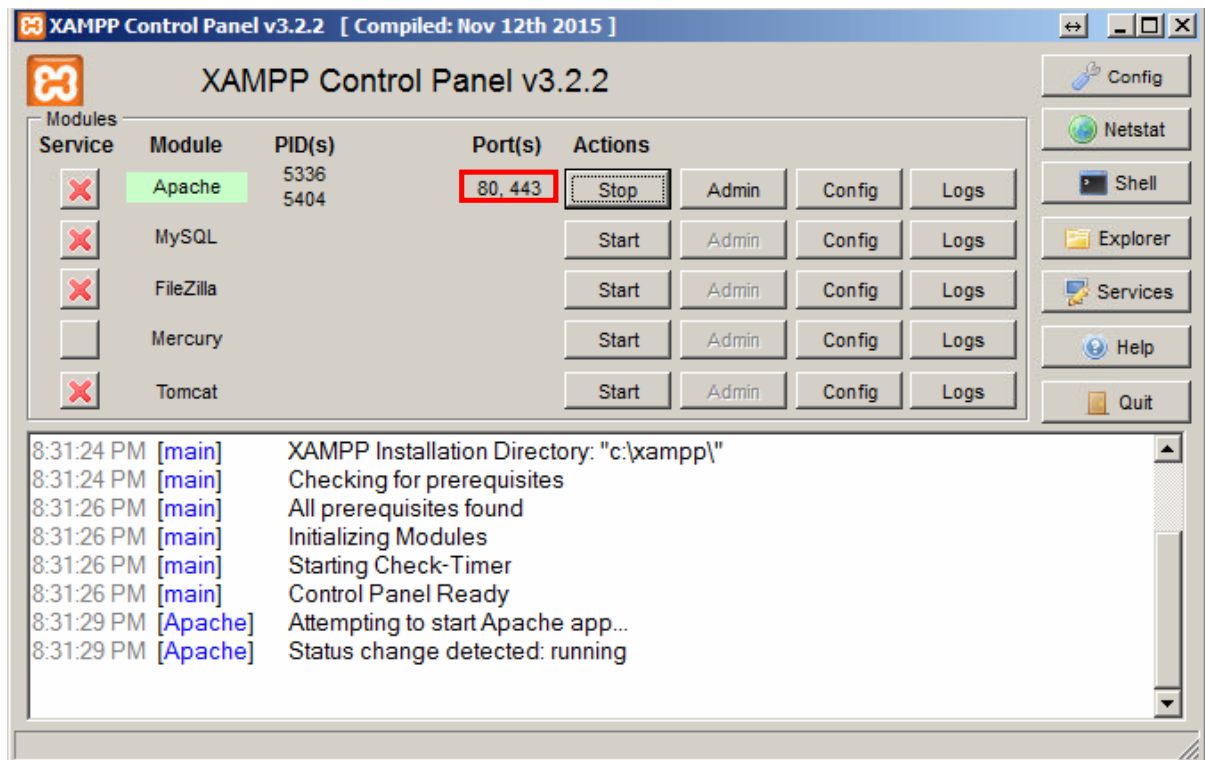 XAMPP Control Panel v3.2.2 [ Compiled: Nov 12th 2015 ]
XAMPP Control Panel v3.2.2
Config
Modules
Netstat
Service Module PID(s) Port(s) Actions
Apache 5336 5404 80, 443 Stop Admin Config Logs
Shell
MySQL Start Admin Config Logs
Explorer
FileZilla Start Admin Config Logs
Services
Mercury Start Admin Config Logs
Help
Tomcat Start Admin Config Logs
Quit
8:31:24 PM [main] XAMPP Installation Directory: "c:\xampp\"
8:31:24 PM [main] Checking for prerequisites
8:31:26 PM [main] All prerequisites found
8:31:26 PM [main] Initializing Modules
8:31:26 PM [main] Starting Check-Timer
8:31:26 PM [main] Control Panel Ready
8:31:29 PM [Apache] Attempting to start Apache app...
8:31:29 PM [Apache] Status change detected: running